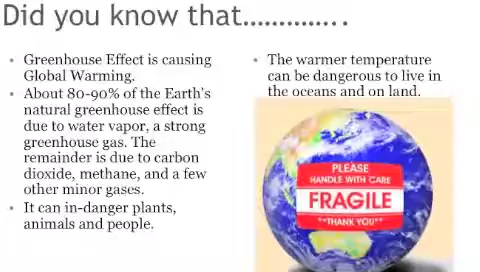 Did you know that…………..
• Greenhouse Effect is causing
Global Warming.
• About 80-90% of the Earth's
natural greenhouse effect is
due to water vapor, a strong
greenhouse gas. The
remainder is due to carbon
dioxide, methane, and a few
other minor gases.
• It can in-danger plants,
animals and people.
• The warmer temperature
can be dangerous to live in
the oceans and on land.
PLEASE
HANDLE WITH CARE
FRAGILE
**THANK YOU**